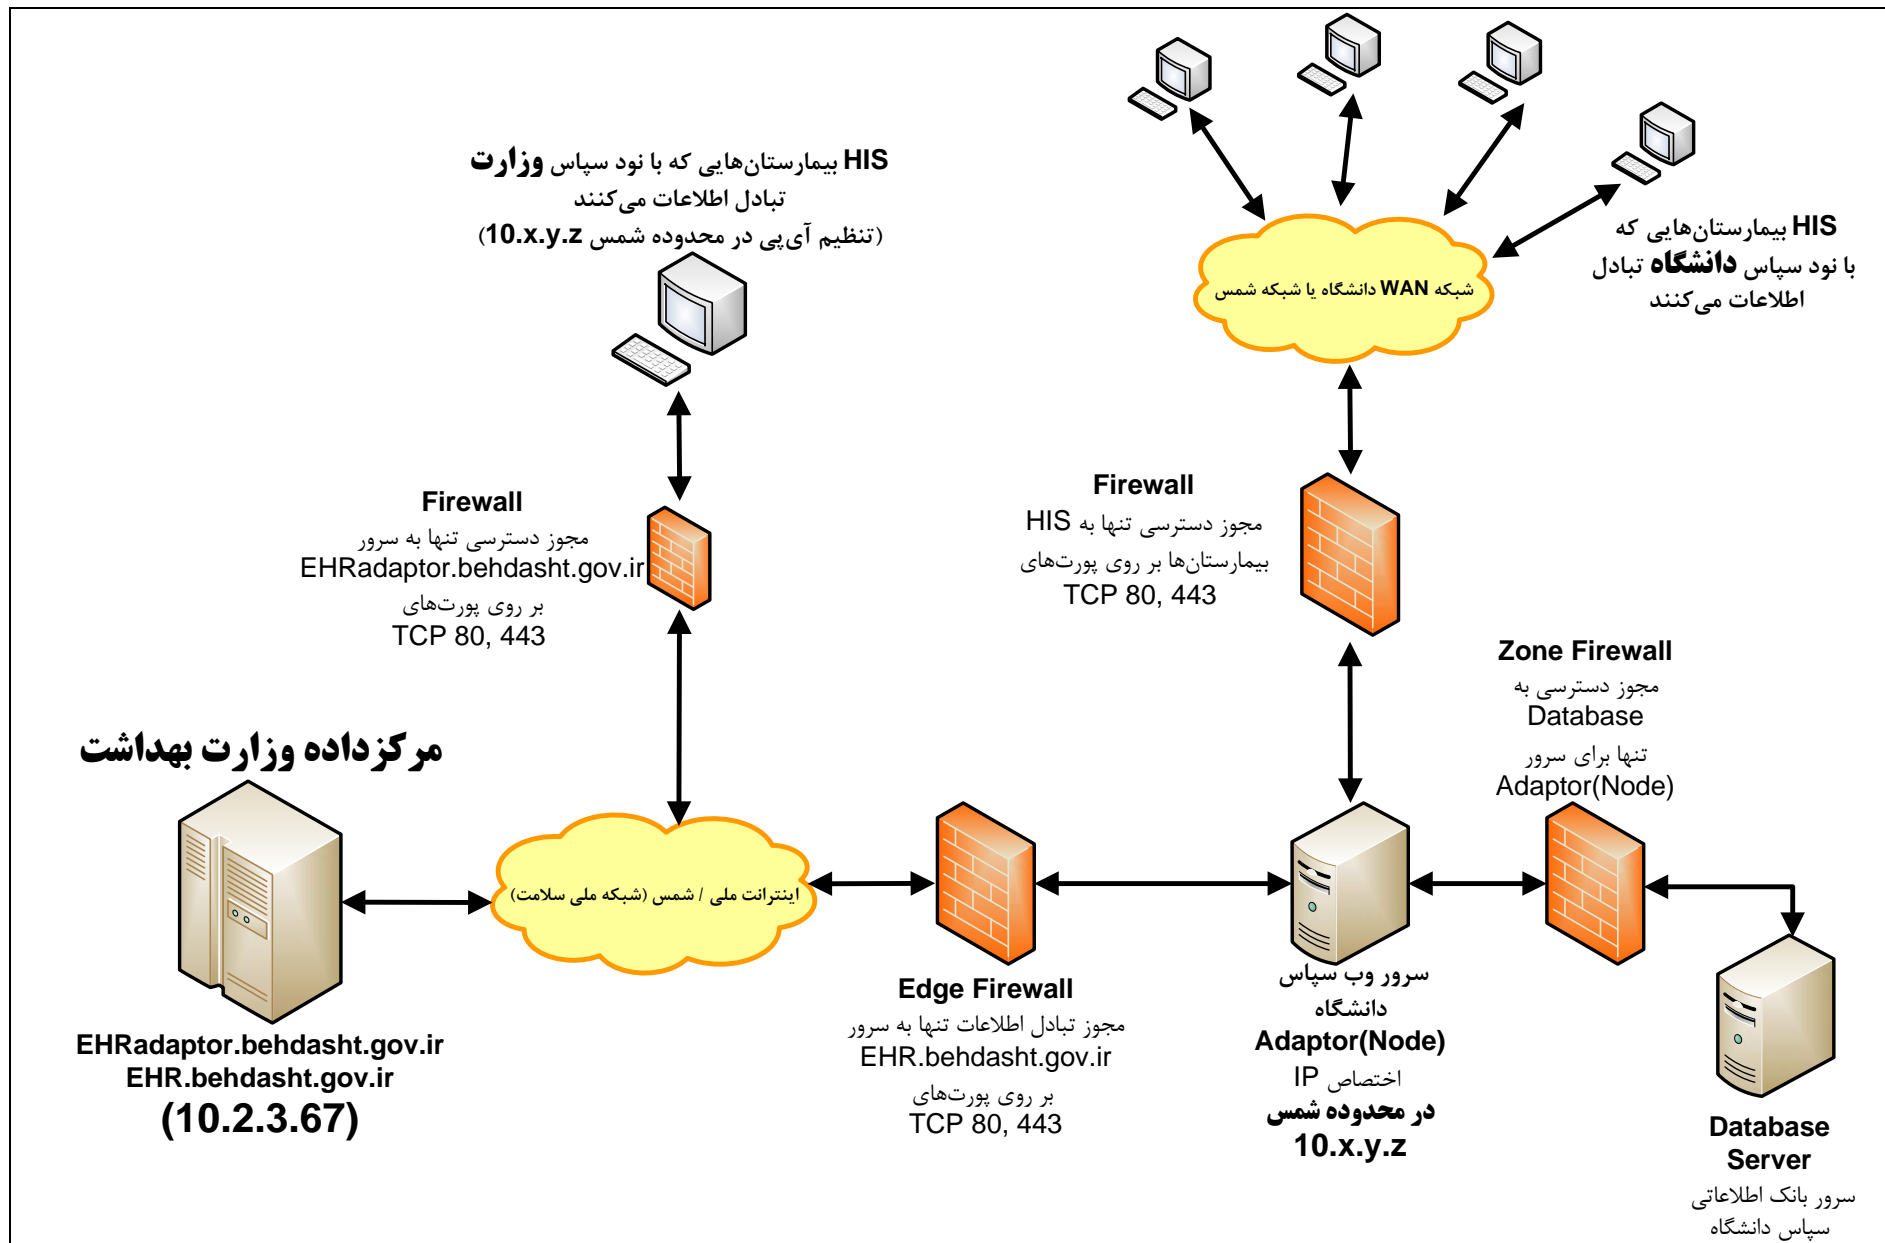 HIS بیمارستان‌هایی که با نود سپاس وزارت
تبادل اطلاعات می‌کنند
(تنظیم آی‌پی در محدوده شمس 10.x.y.z)
HIS بیمارستان‌هایی که
با نود سپاس دانشگاه تبادل
اطلاعات می‌کنند
شبکه WAN دانشگاه یا شبکه شمس
Firewall
مجوز دسترسی تنها به سرور
EHRadaptor.behdasht.gov.ir
بر روی پورت‌های
TCP 80, 443
Firewall
مجوز دسترسی تنها به HIS
بیمارستان‌ها بر روی پورت‌های
TCP 80, 443
Zone Firewall
مجوز دسترسی به
Database
تنها برای سرور
Adaptor(Node)
مرکزداده وزارت بهداشت
EHRadaptor.behdasht.gov.ir
EHR.behdasht.gov.ir
(10.2.3.67)
اینترانت ملی / شمس (شبکه ملی سلامت)
Edge Firewall
مجوز تبادل اطلاعات تنها به سرور
EHR.behdasht.gov.ir
بر روی پورت‌های
TCP 80, 443
سرور وب سپاس
دانشگاه
Adaptor(Node)
اختصاص IP
در محدوده شمس
10.x.y.z
Database
Server
سرور بانک اطلاعاتی
سپاس دانشگاه